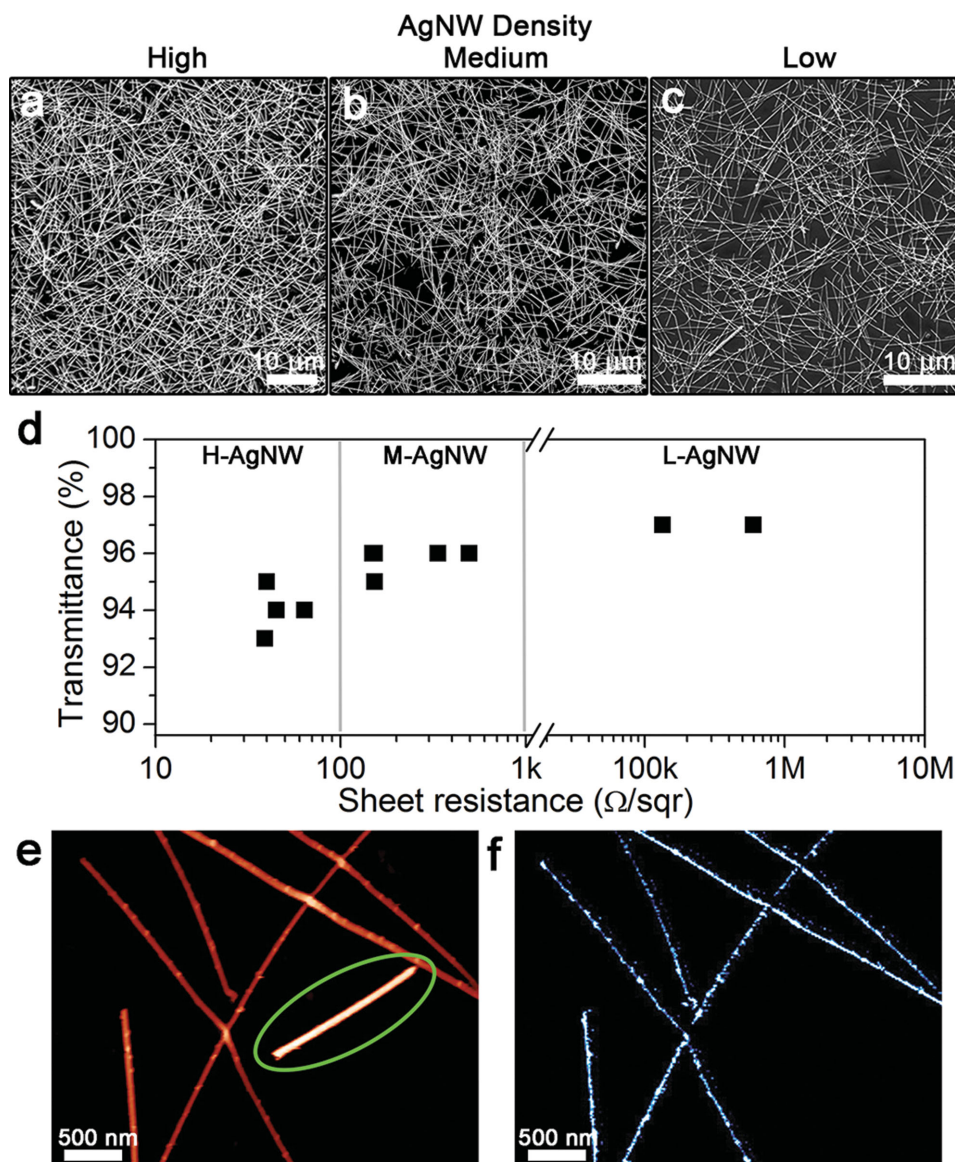 AgNW Density
High Medium Low
a b c
10 μm 10 μm 10 μm
d
100
98
96
94
92
90
Transmittance (%)
H-AgNW M-AgNW L-AgNW
10 100 1k 100k 1M 10M
Sheet resistance (Ω/sqr)
e f
500 nm 500 nm